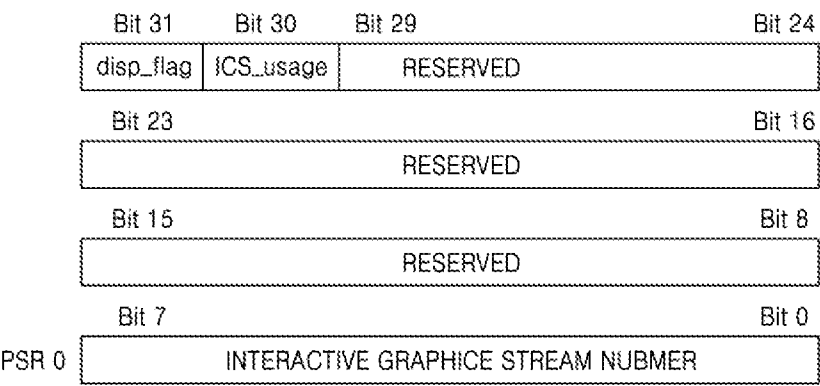 Bit 31 Bit 30 Bit 29 Bit 24
disp_flag ICS_usage RESERVED
Bit 23 Bit 16
RESERVED
Bit 15 Bit 8
RESERVED
Bit 7 Bit 0
PSR 0 INTERACTIVE GRAPHICE STREAM NUBMER